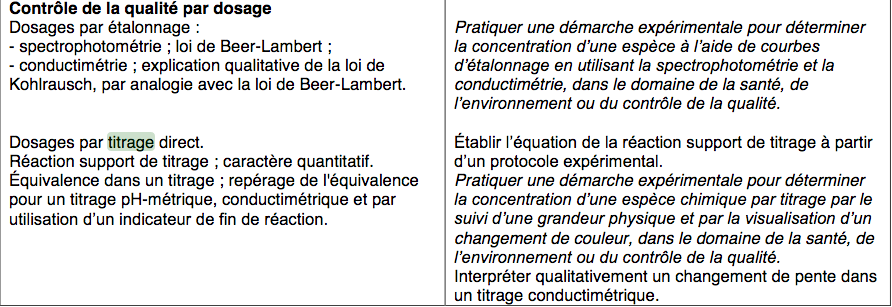 Contrôle de la qualité par dosage
Dosages par étalonnage :
- spectrophotométrie ; loi de Beer-Lambert ;
- conductimétrie ; explication qualitative de la loi de
Kohlrausch, par analogie avec la loi de Beer-Lambert.
Dosages par titrage direct.
Réaction support de titrage ; caractère quantitatif.
Équivalence dans un titrage ; repérage de l'équivalence
pour un titrage pH-métrique, conductimétrique et par
utilisation d’un indicateur de fin de réaction.
Pratiquer une démarche expérimentale pour déterminer
la concentration d’une espèce à l’aide de courbes
d’étalonnage en utilisant la spectrophotométrie et la
conductimétrie, dans le domaine de la santé, de
l’environnement ou du contrôle de la qualité.
Établir l’équation de la réaction support de titrage à partir
d’un protocole expérimental.
Pratiquer une démarche expérimentale pour déterminer
la concentration d’une espèce chimique par titrage par le
suivi d’une grandeur physique et par la visualisation d’un
changement de couleur, dans le domaine de la santé, de
l’environnement ou du contrôle de la qualité.
Interpréter qualitativement un changement de pente dans
un titrage conductimétrique.